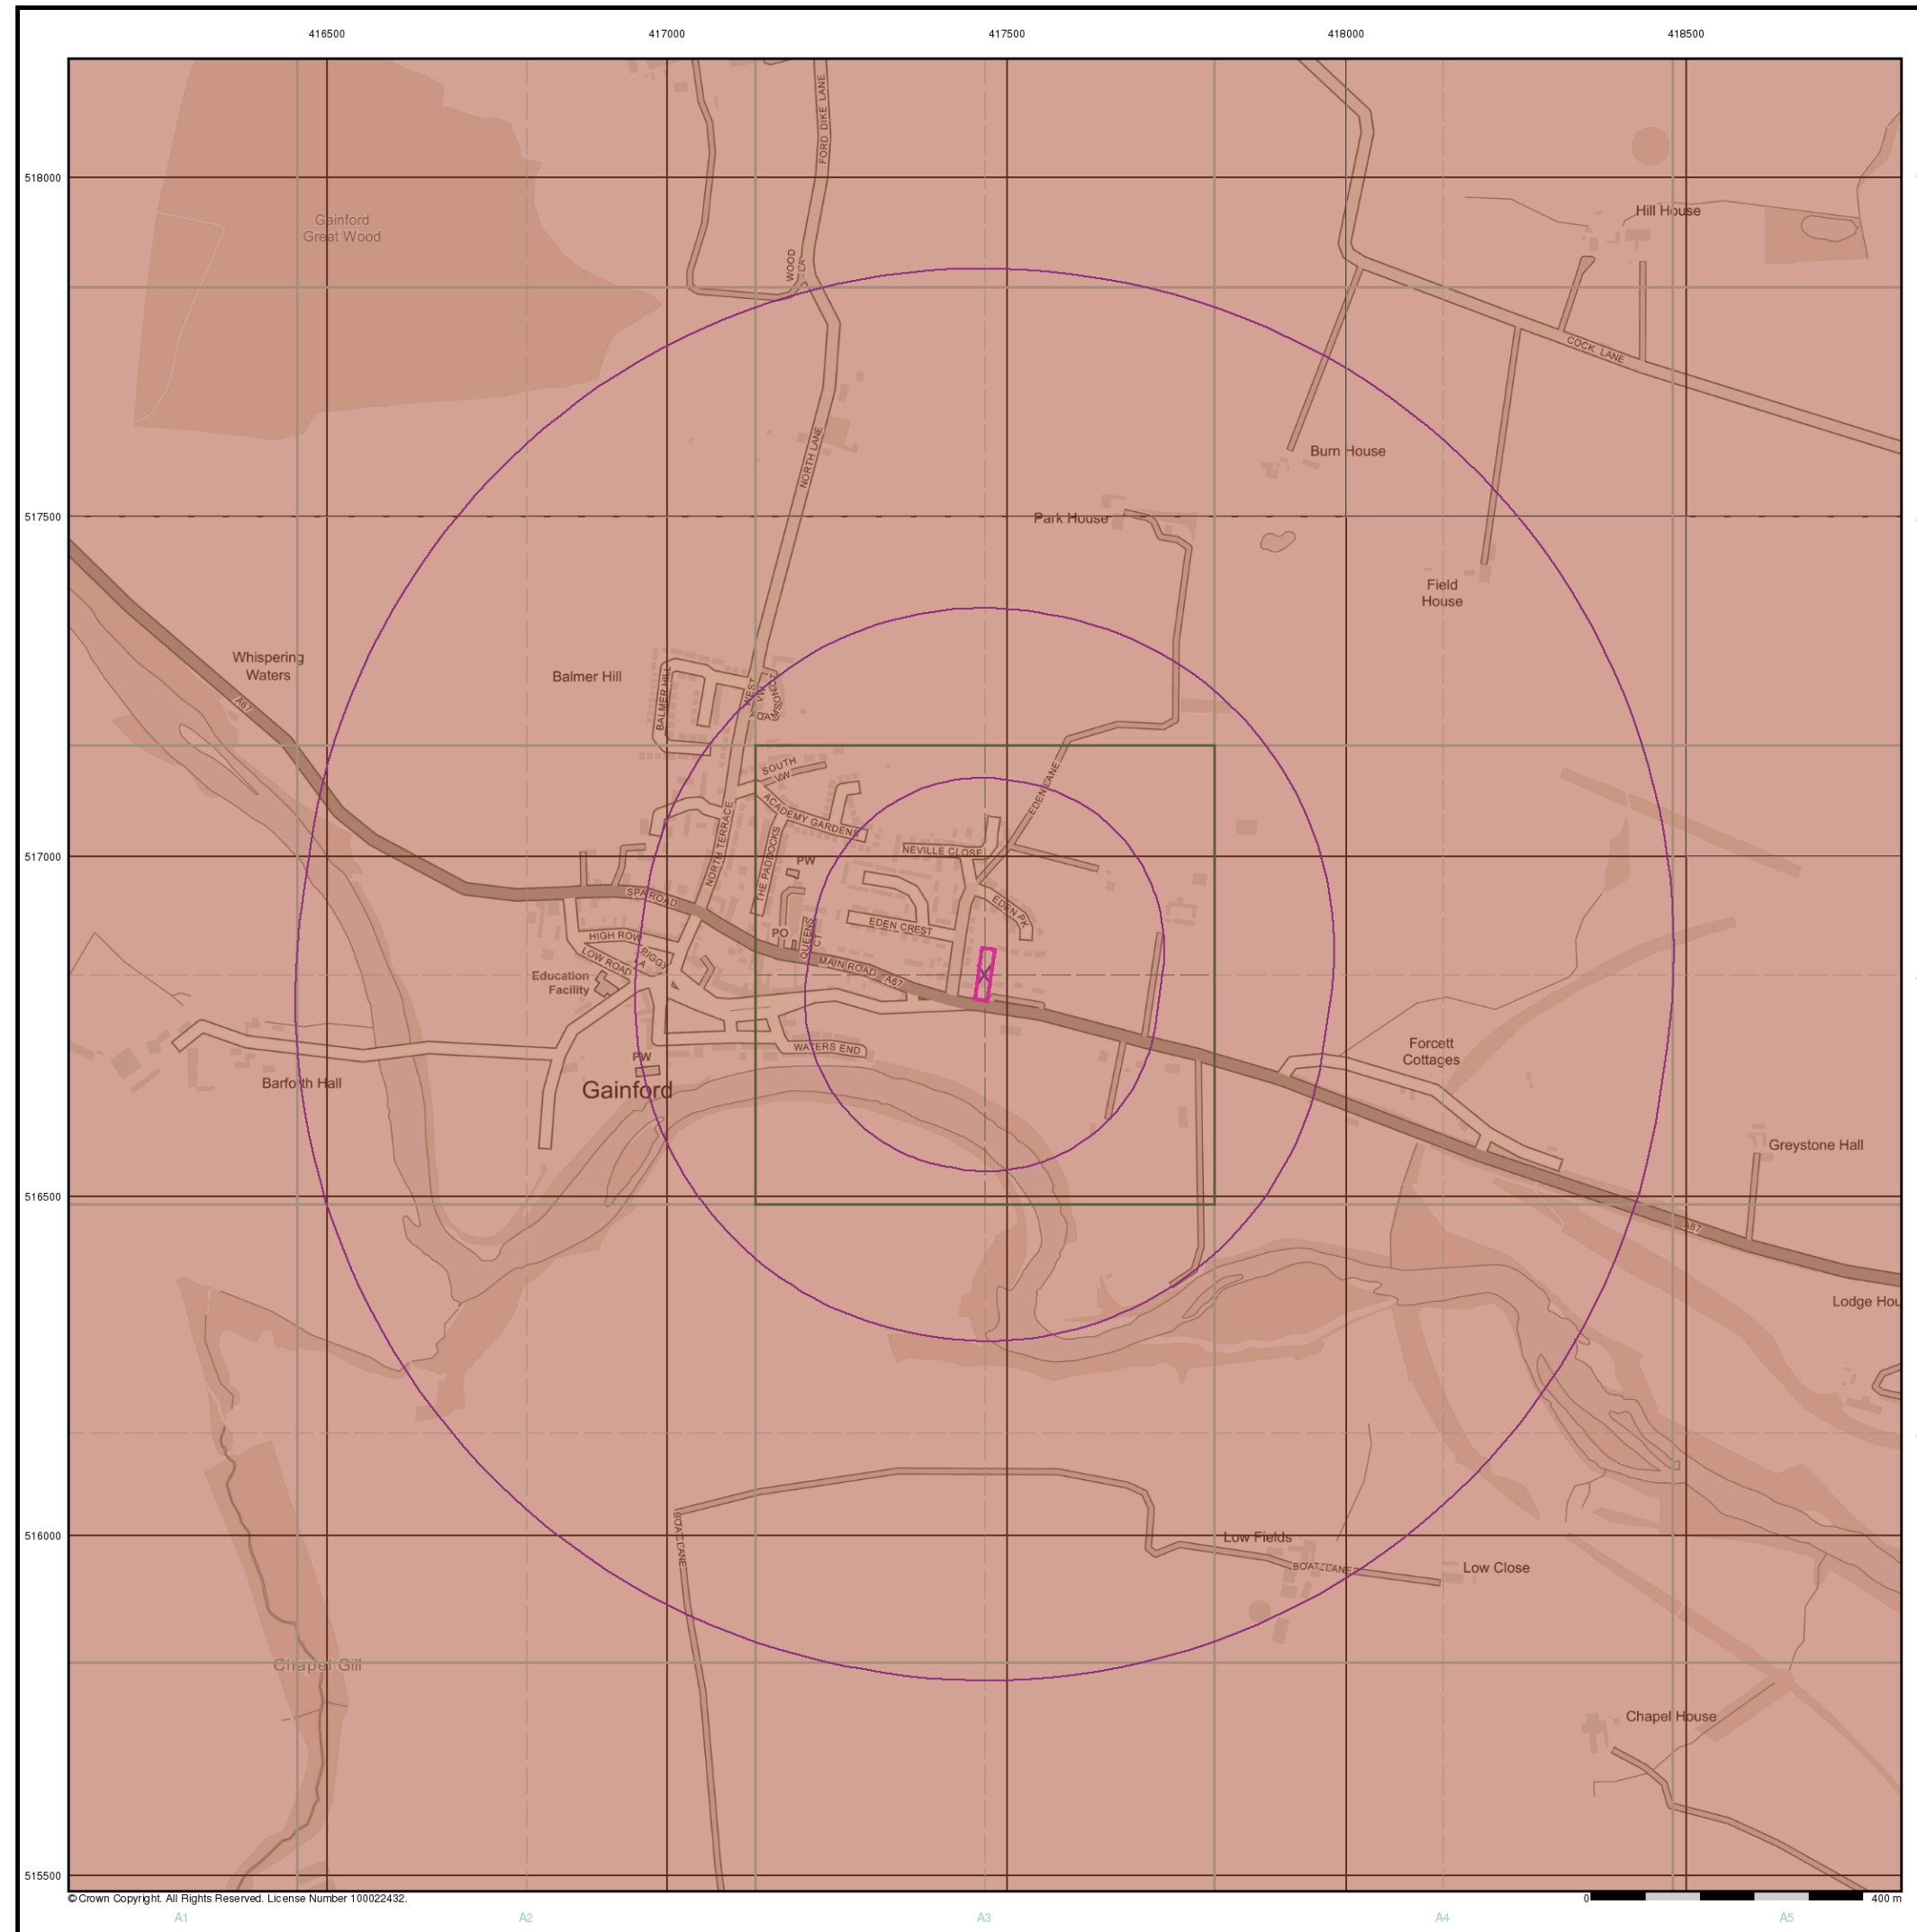 416500 417000 417500 418000 418500
FORD DIKE LANE
518000
Gainford
Great Wood
Hill House
WOOD
LA
COCK LANE
NORTH LANE
Burn House
517500
Park House
Field
House
Whispering
Waters
Balmer Hill
BALMER HILL
WEST
VW
A67
SOUTH
VW
EDEN LANE
ACADEMY GARDENS
NORTH TERRACE
THE PADDOCKS
NEVILLE CLOSE
517000
PW
SPA ROAD
EDEN PK
EDEN CREST
QUEENS
CT
PO
HIGH ROW
PIGGY
LA
LOW ROAD
MAIN ROAD A67
Education
Facility
WATERS END
PW
Forcett
Cottages
Barforth Hall
Gainford
Greystone Hall
516500
A67
Lodge Hou
516000
BOAT LANE
Low Fields
BOAT LANE
Low Close
Chapel Gill
Chapel House
515500
© Crown Copyright. All Rights Reserved. License Number 100022432.
0 400 m
A1 A2 A3 A4 A5